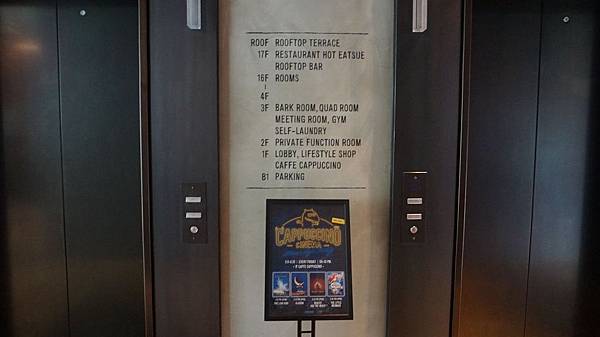 ROOF ROOFTOP TERRACE
17F RESTAURANT HOT EATSUE
ROOFTOP BAR
16F ROOMS
4F
3F BARK ROOM, QUAD ROOM
MEETING ROOM, GYM
SELF-LAUNDRY
2F PRIVATE FUNCTION ROOM
1F LOBBY, LIFESTYLE SHOP
CAFFE CAPPUCCINO
B1 PARKING
CAPPUCCINO
CINEMA